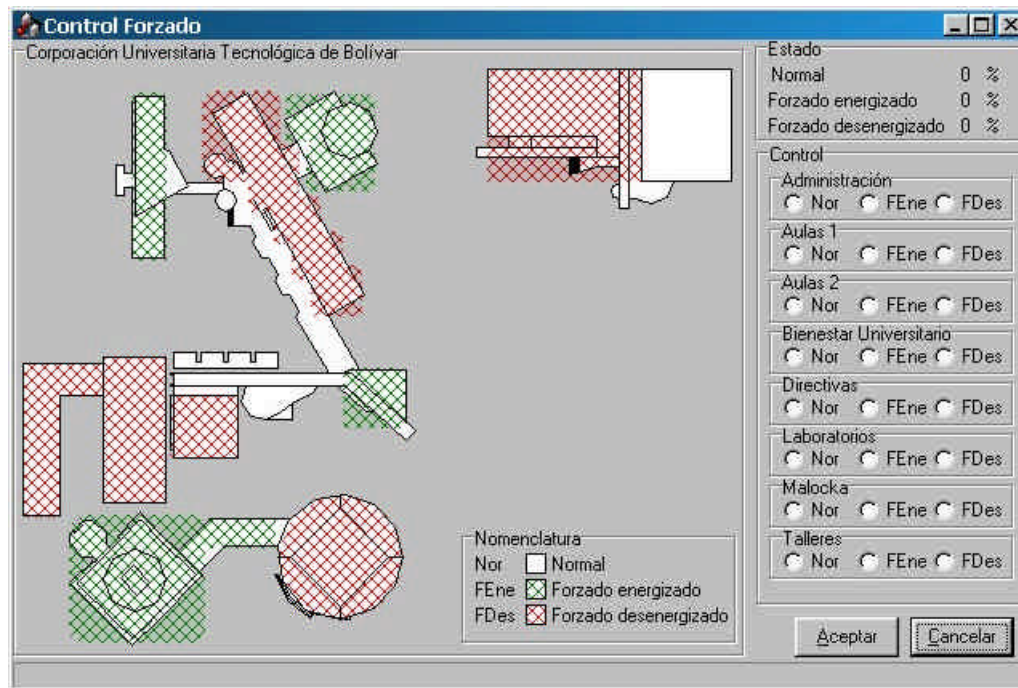 Control Forzado
Corporación Universitaria Tecnológica de Bolívar
Nomenclatura
Nor Normal
FEne Forzado energizado
FDes Forzado desenergizado
Estado
Normal 0 %
Forzado energizado 0 %
Forzado desenergizado 0 %
Control
Administración
Nor FEne FDes
Aulas 1
Nor FEne FDes
Aulas 2
Nor FEne FDes
Bienestar Universitario
Nor FEne FDes
Directivas
Nor FEne FDes
Laboratorios
Nor FEne FDes
Malocka
Nor FEne FDes
Talleres
Nor FEne FDes
Aceptar Cancelar